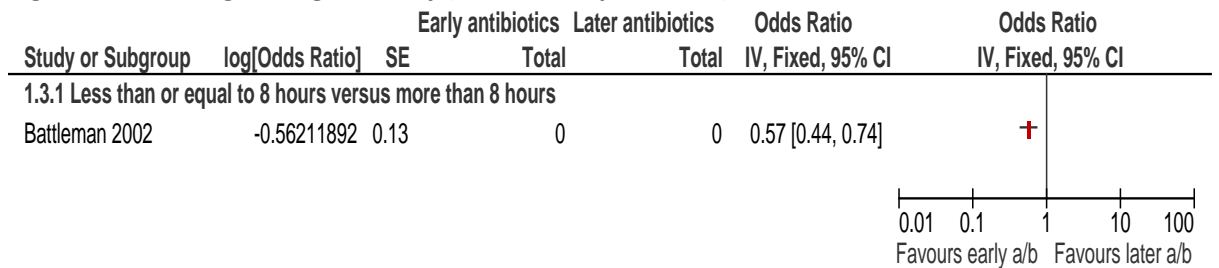 Early antibiotics Later antibiotics Odds Ratio Odds Ratio
Study or Subgroup log[Odds Ratio] SE Total Total IV, Fixed, 95% CI IV, Fixed, 95% CI
1.3.1 Less than or equal to 8 hours versus more than 8 hours
Battleman 2002 -0.56211892 0.13 0 0 0.57 [0.44, 0.74]
0.01 0.1 1 10 100
Favours early a/b Favours later a/b